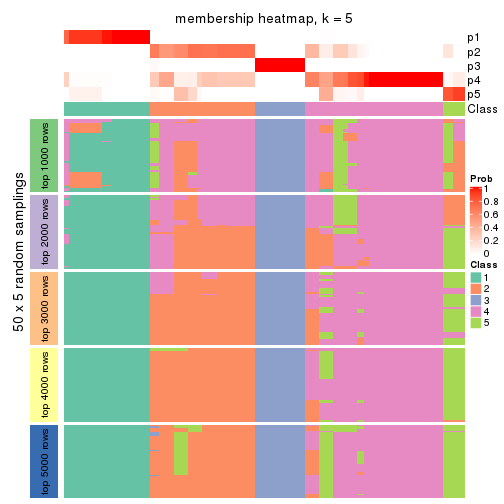 membership heatmap, k = 5
p1
p2
p3
p4
p5
Class
50 x 5 random samplings
top 1000 rows
top 2000 rows
top 3000 rows
top 4000 rows
top 5000 rows
Prob
1
0.8
0.6
0.4
0.2
0
Class
1
2
3
4
5